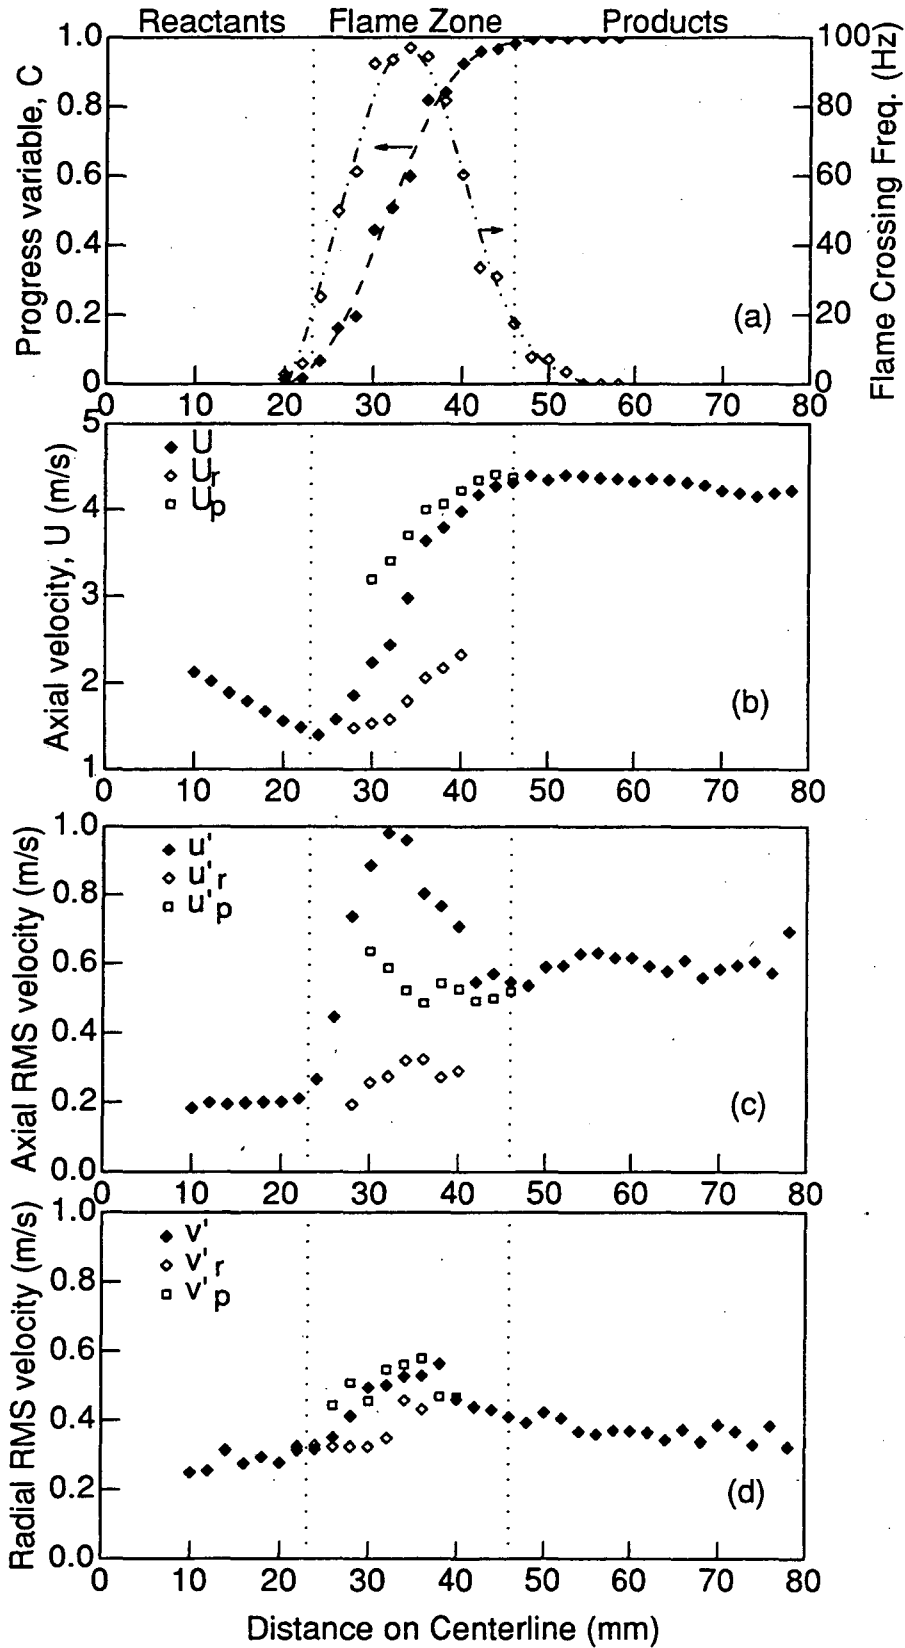 Reactants Flame Zone Products
1.0 100
0.8 80
0.6 60
0.4 40
0.2 20
0 0
Progress variable, C
Flame Crossing Freq. (Hz)
(a)
0 10 20 30 40 50 60 70 80
5
4
3
2
1
Axial velocity, U (m/s)
U
Ur
Up
(b)
0 10 20 30 40 50 60 70 80
1.0
0.8
0.6
0.4
0.2
0.0
Axial RMS velocity (m/s)
u'
u'r
u'p
(c)
10 20 30 40 50 60 70 80
1.0
0.8
0.6
0.4
0.2
0.0
Radial RMS velocity (m/s)
v'
v'r
v'p
(d)
0 10 20 30 40 50 60 70 80
Distance on Centerline (mm)